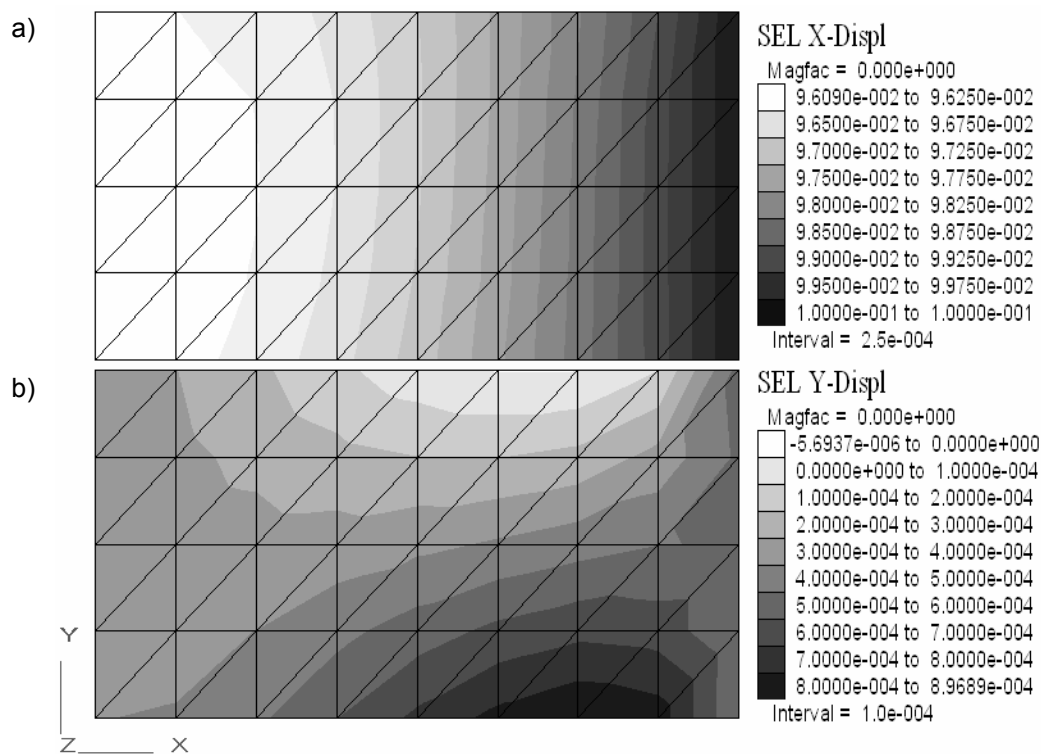 a)
SEL X-Displ
Magfac = 0.000e+000
9.6090e-002 to 9.6250e-002
9.6500e-002 to 9.6750e-002
9.7000e-002 to 9.7250e-002
9.7500e-002 to 9.7750e-002
9.8000e-002 to 9.8250e-002
9.8500e-002 to 9.8750e-002
9.9000e-002 to 9.9250e-002
9.9500e-002 to 9.9750e-002
1.0000e-001 to 1.0000e-001
Interval = 2.5e-004
b)
SEL Y-Displ
Magfac = 0.000e+000
-5.6937e-006 to 0.0000e+000
0.0000e+000 to 1.0000e-004
1.0000e-004 to 2.0000e-004
2.0000e-004 to 3.0000e-004
3.0000e-004 to 4.0000e-004
4.0000e-004 to 5.0000e-004
5.0000e-004 to 6.0000e-004
6.0000e-004 to 7.0000e-004
7.0000e-004 to 8.0000e-004
8.0000e-004 to 8.9689e-004
Interval = 1.0e-004
Y
Z X